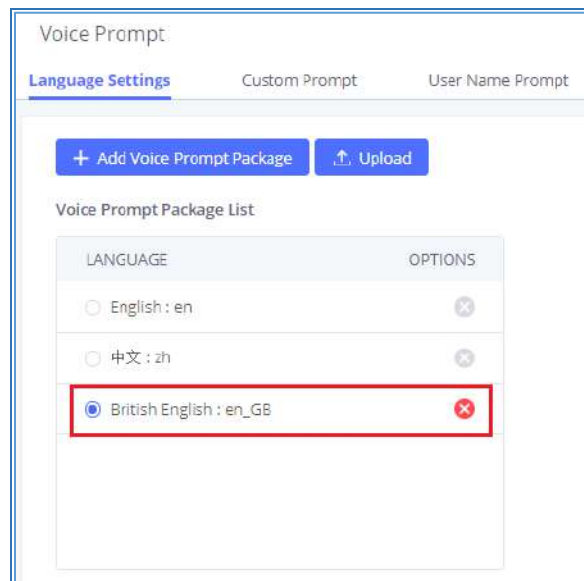 Voice Prompt
Language Settings Custom Prompt User Name Prompt
+ Add Voice Prompt Package Upload
Voice Prompt Package List
LANGUAGE OPTIONS
English : en
中文 : zh
British English : en_GB